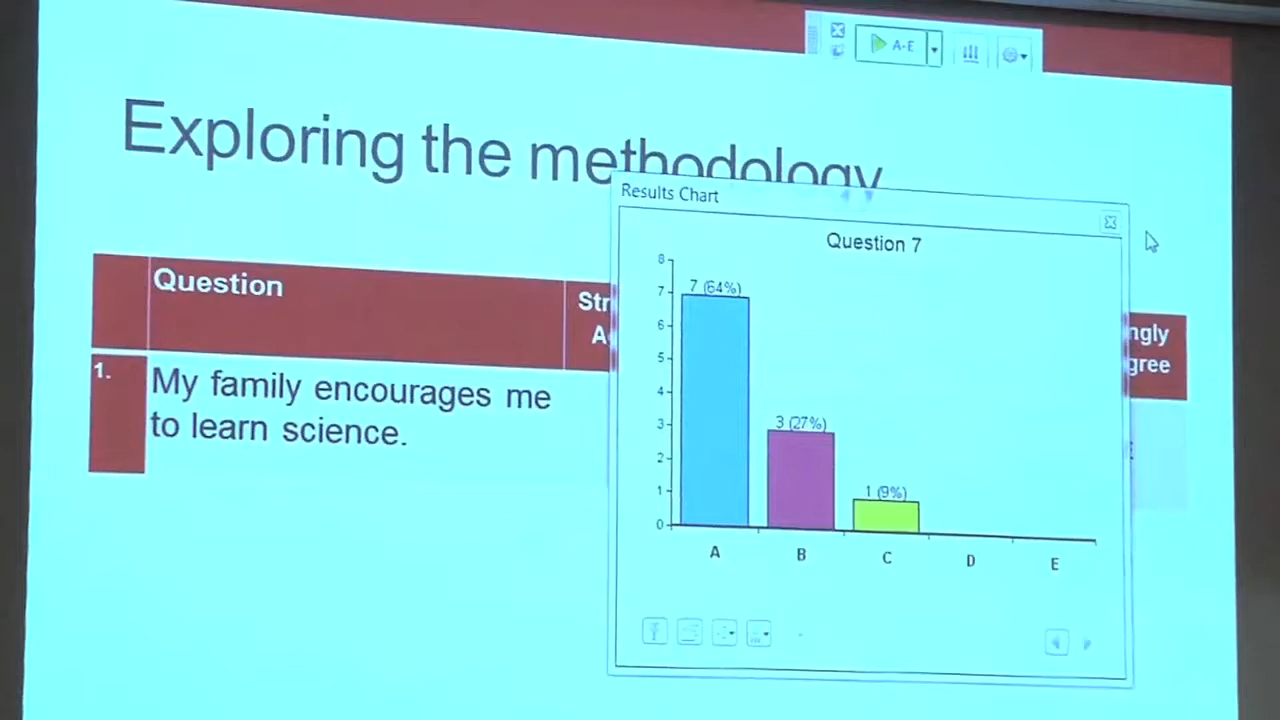 A-E
Exploring the methodology
Results Chart
Question 7
Question
Str
A
ngly
gree
1.
My family encourages me
to learn science.
8
7
6
5
4
3
2
1
0
7 (64%)
3 (27%)
1 (9%)
A B C D E